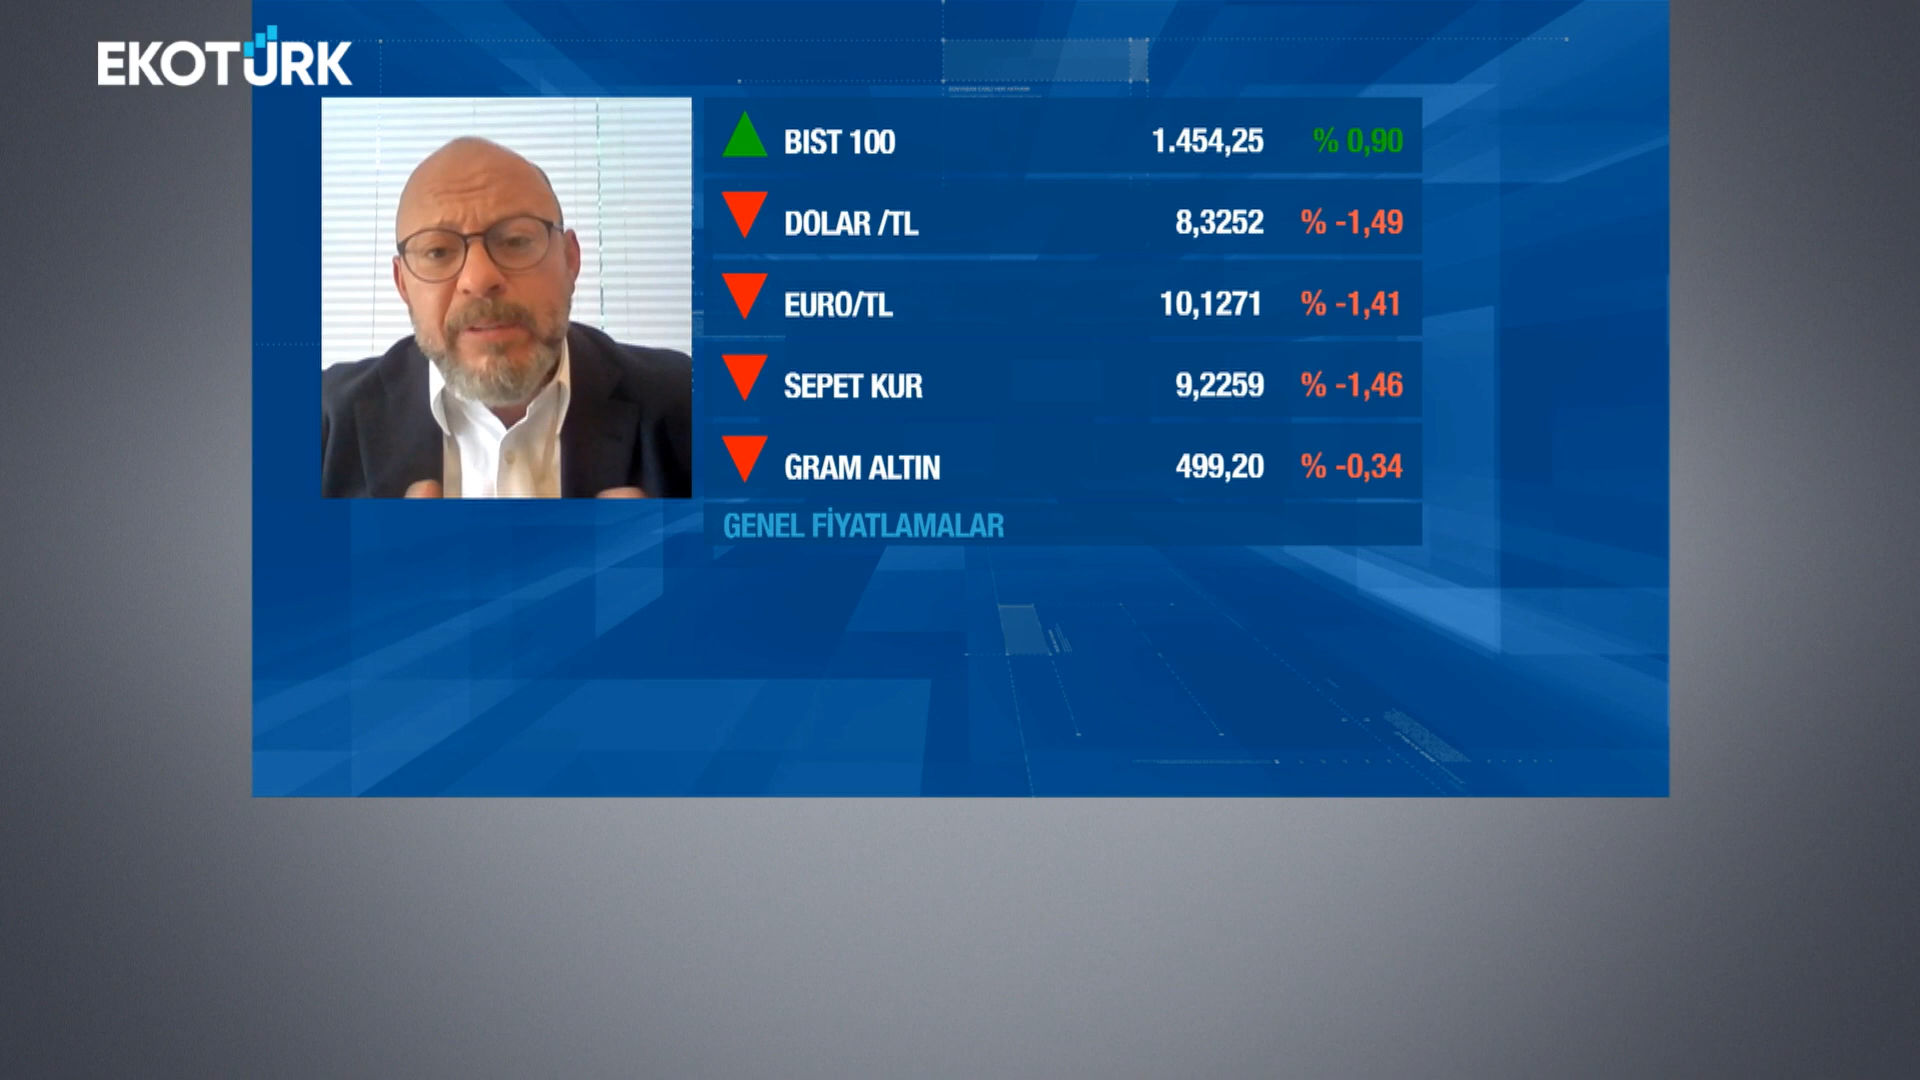 EKOTÜRK
BIST 100 1.454,25 % 0,90
DOLAR /TL 8,3252 % -1,49
EURO/TL 10,1271 % -1,41
SEPET KUR 9,2259 % -1,46
GRAM ALTIN 499,20 % -0,34
GENEL FİYATLAMALAR